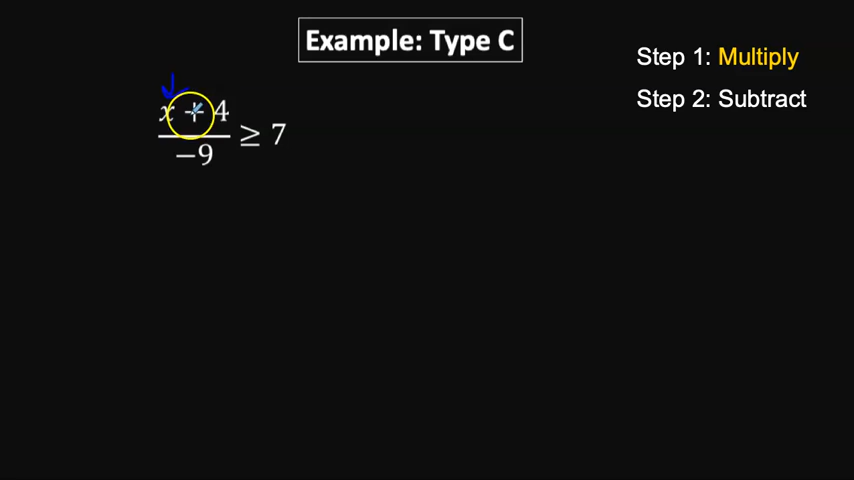 Example: Type C
Step 1: Multiply
Step 2: Subtract
x + 4
−9
≥ 7